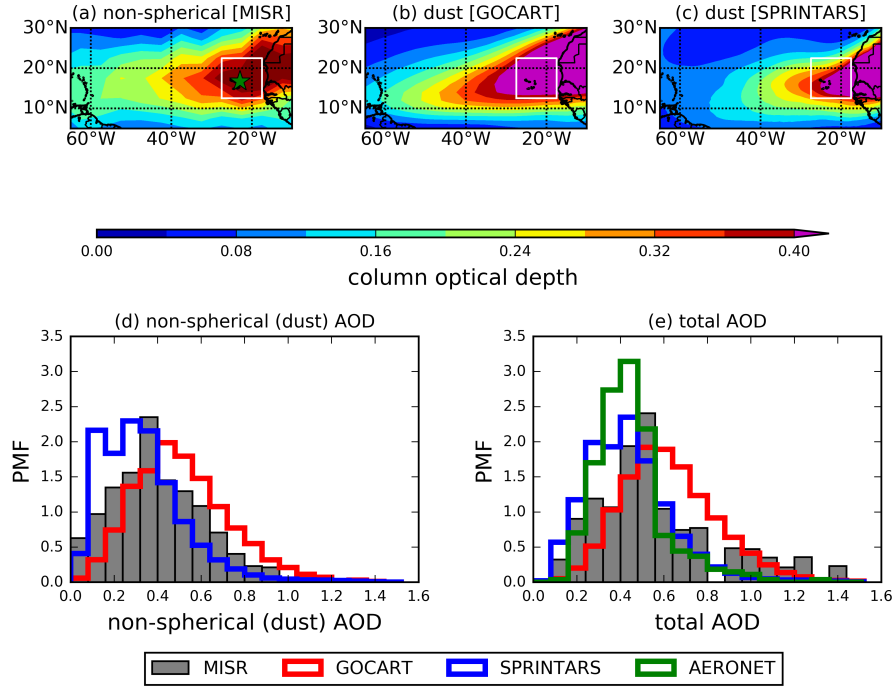 (a) non-spherical [MISR]
(b) dust [GOCART]
(c) dust [SPRINTARS]
30°N
20°N
10°N
60°W 40°W 20°W
30°N
20°N
10°N
60°W 40°W 20°W
30°N
20°N
10°N
60°W 40°W 20°W
0.00 0.08 0.16 0.24 0.32 0.40
column optical depth
(d) non-spherical (dust) AOD
PMF
3.5
3.0
2.5
2.0
1.5
1.0
0.5
0.0
0.0 0.2 0.4 0.6 0.8 1.0 1.2 1.4 1.6
non-spherical (dust) AOD
(e) total AOD
PMF
3.5
3.0
2.5
2.0
1.5
1.0
0.5
0.0
0.0 0.2 0.4 0.6 0.8 1.0 1.2 1.4 1.6
total AOD
MISR GOCART SPRINTARS AERONET